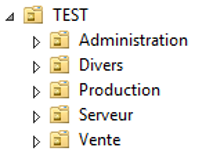 TEST
Administration
Divers
Production
Serveur
Vente